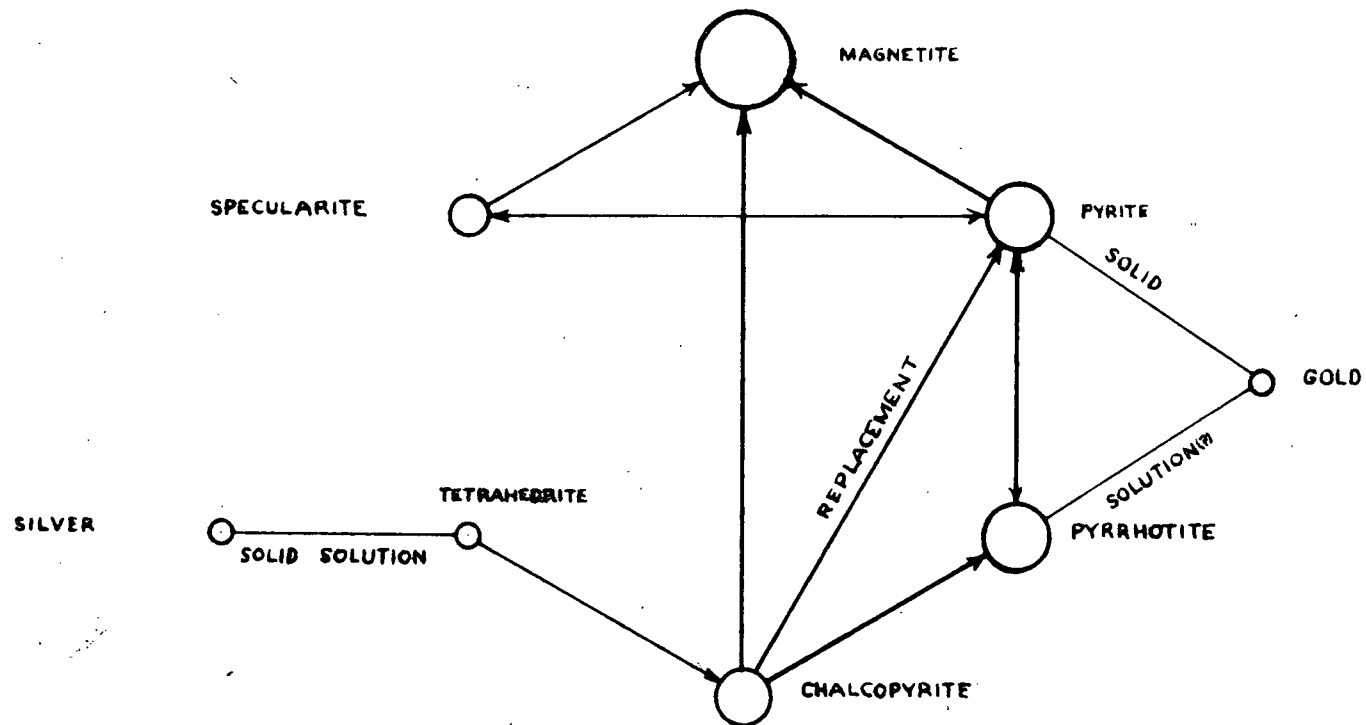 MAGNETITE
SPECULARITE
PYRITE
SOLID
GOLD
REPLACEMENT
SOLUTION(?)
TETRAHEDRITE
SILVER
SOLID SOLUTION
PYRRHOTITE
CHALCOPYRITE